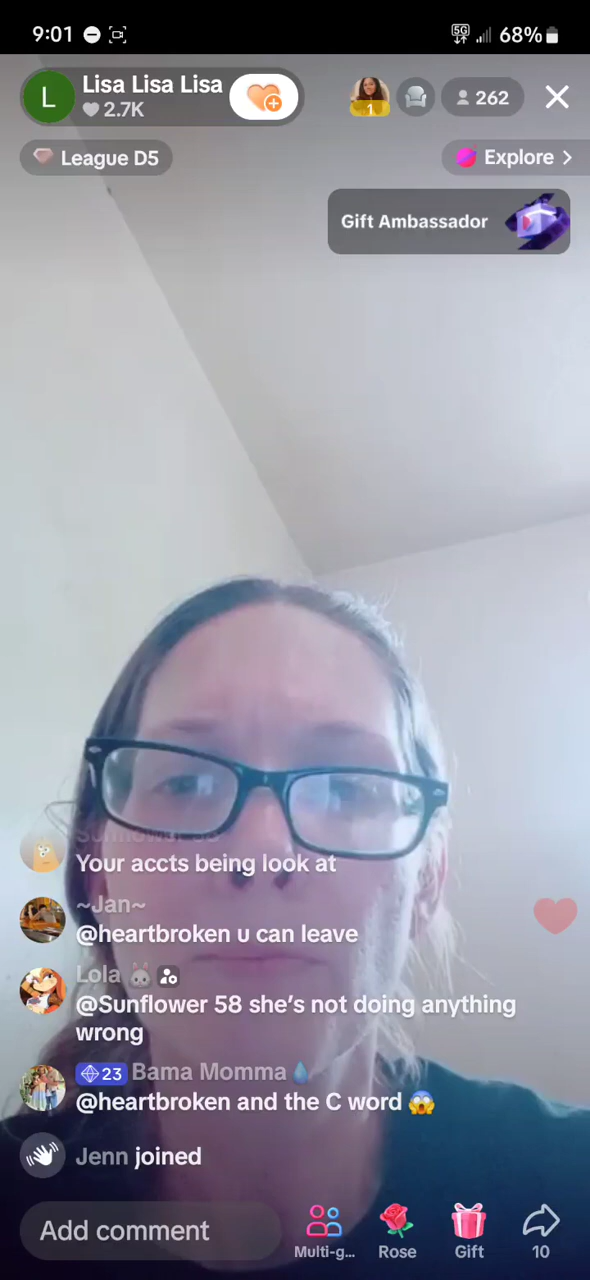 9:01
5G
68%
L
Lisa Lisa Lisa
2.7K
1
262
League D5
Explore >
Gift Ambassador
Your accts being look at
~Jan~
@heartbroken u can leave
Lola
@Sunflower 58 she's not doing anything
wrong
23 Bama Momma
@heartbroken and the C word
Jenn joined
Add comment
Multi-g...
Rose
Gift
10